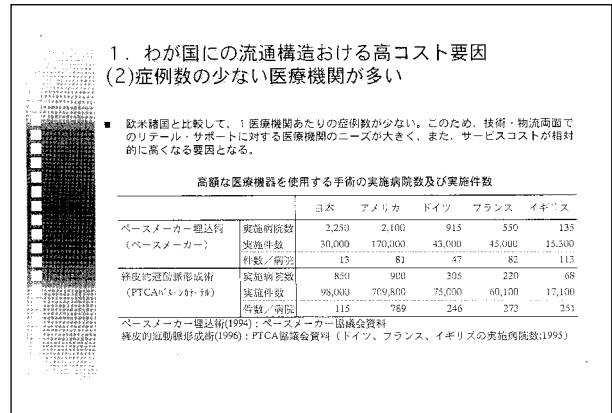 1. わが国にの流通構造おける高コスト要因
(2)症例数の少ない医療機関が多い
■ 欧米諸国と比較して、1医療機関あたりの症例数が少ない。このため、技術・物流両面で
のリテール・サポートに対する医療機関のニーズが大きく、また、サービスコストが相対
的に高くなる要因となる。
高額な医療機器を使用する手術の実施病院数及び実施件数
日本 アメリカ ドイツ フランス イギリス
ペースメーカー埋込術 実施病院数 2,250 2,100 915 550 135
(ペースメーカー) 実施件数 30,000 170,000 43,000 45,000 15,300
件数/病院 13 81 47 82 113
経皮的冠動脈形成術 実施病院数 850 900 305 220 68
(PTCAバルーンカテーテル) 実施件数 98,000 709,800 75,000 60,100 17,100
件数/病院 115 789 246 273 251
ペースメーカー埋込術(1994):ペースメーカー協議会資料
経皮的冠動脈形成術(1996):PTCA協議会資料(ドイツ、フランス、イギリスの実施病院数;1995)